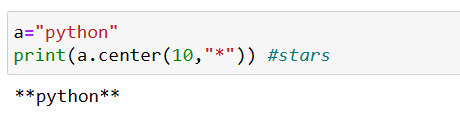 a="python"
print(a.center(10,"*")) #stars
**python**